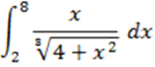 ∫₂⁸ x / ∛(4 + x²) dx